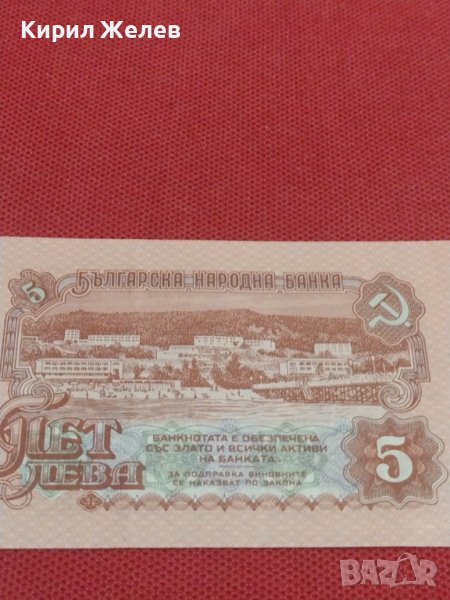 Кирил Желев
5
БЪЛГАРСКА НАРОДНА БАНКА
ПЕТ
ЛЕВА
БАНКНОТАТА Е ОБЕЗПЕЧЕНА
СЪС ЗЛАТО И ВСИЧКИ АКТИВИ
НА БАНКАТА
ЗА ПОДПРАВКА ВИНОВНИТЕ
СЕ НАКАЗВАТ ПО ЗАКОНА
5
BAZAR